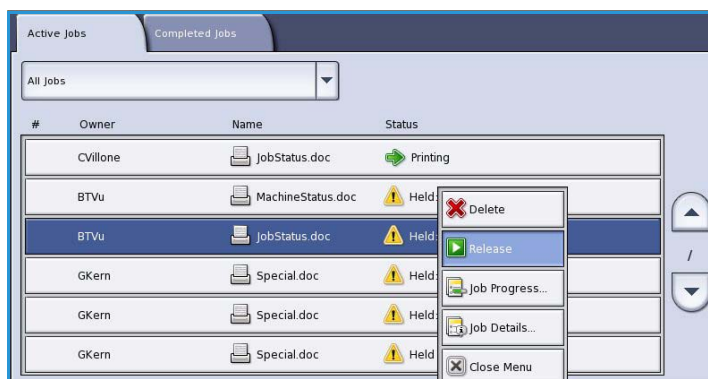 Active Jobs Completed Jobs
All Jobs
# Owner Name Status
CVillone JobStatus.doc Printing
BTVu MachineStatus.doc Held:
Delete
BTVu JobStatus.doc Held:
Release
/
GKern Special.doc Held:
Job Progress...
GKern Special.doc Held:
Job Details...
GKern Special.doc Held
Close Menu